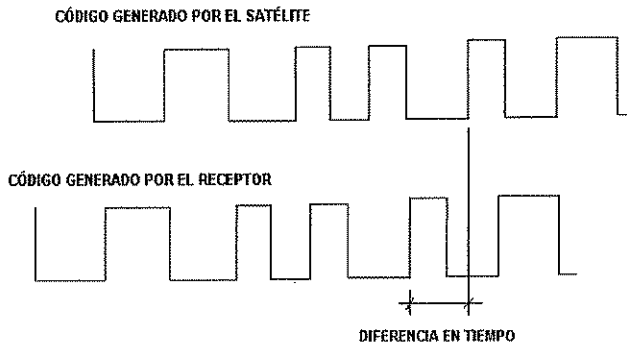 CÓDIGO GENERADO POR EL SATÉLITE
CÓDIGO GENERADO POR EL RECEPTOR
DIFERENCIA EN TIEMPO